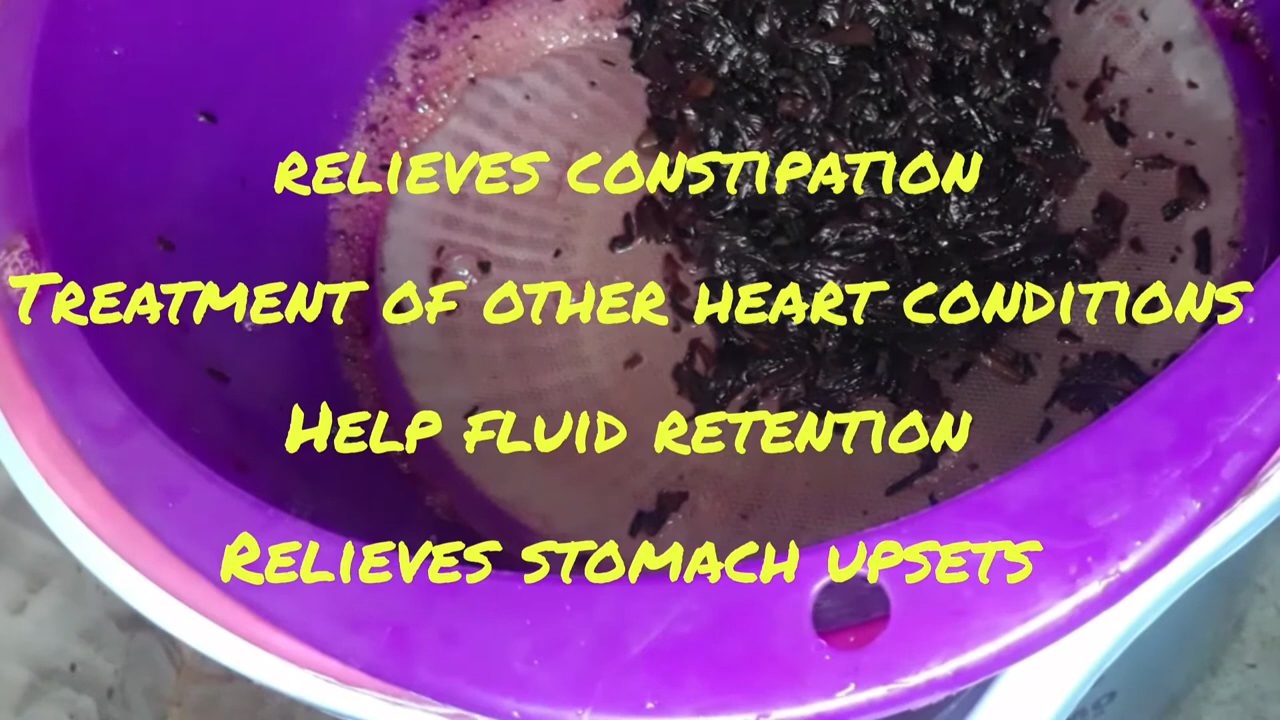 RELIEVES CONSTIPATION
TREATMENT OF OTHER HEART CONDITIONS
HELP FLUID RETENTION
RELIEVES STOMACH UPSETS